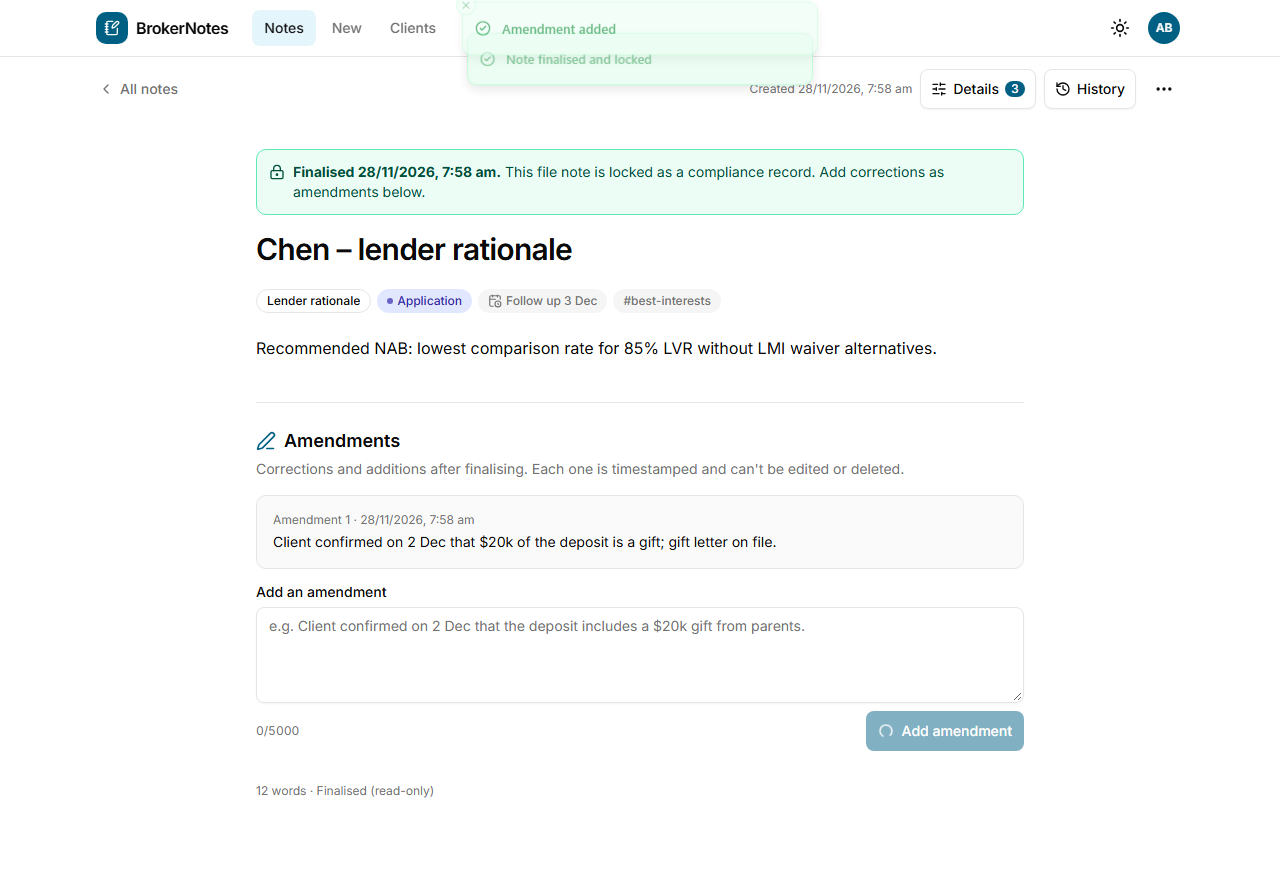 BrokerNotes
Notes
New
Clients
Amendment added
Note finalised and locked
AB
All notes
Created 28/11/2026, 7:58 am
Details 3
History
Finalised 28/11/2026, 7:58 am. This file note is locked as a compliance record. Add corrections as
amendments below.
Chen – lender rationale
Lender rationale
Application
Follow up 3 Dec
#best-interests
Recommended NAB: lowest comparison rate for 85% LVR without LMI waiver alternatives.
Amendments
Corrections and additions after finalising. Each one is timestamped and can't be edited or deleted.
Amendment 1 · 28/11/2026, 7:58 am
Client confirmed on 2 Dec that $20k of the deposit is a gift; gift letter on file.
Add an amendment
e.g. Client confirmed on 2 Dec that the deposit includes a $20k gift from parents.
0/5000
Add amendment
12 words · Finalised (read-only)